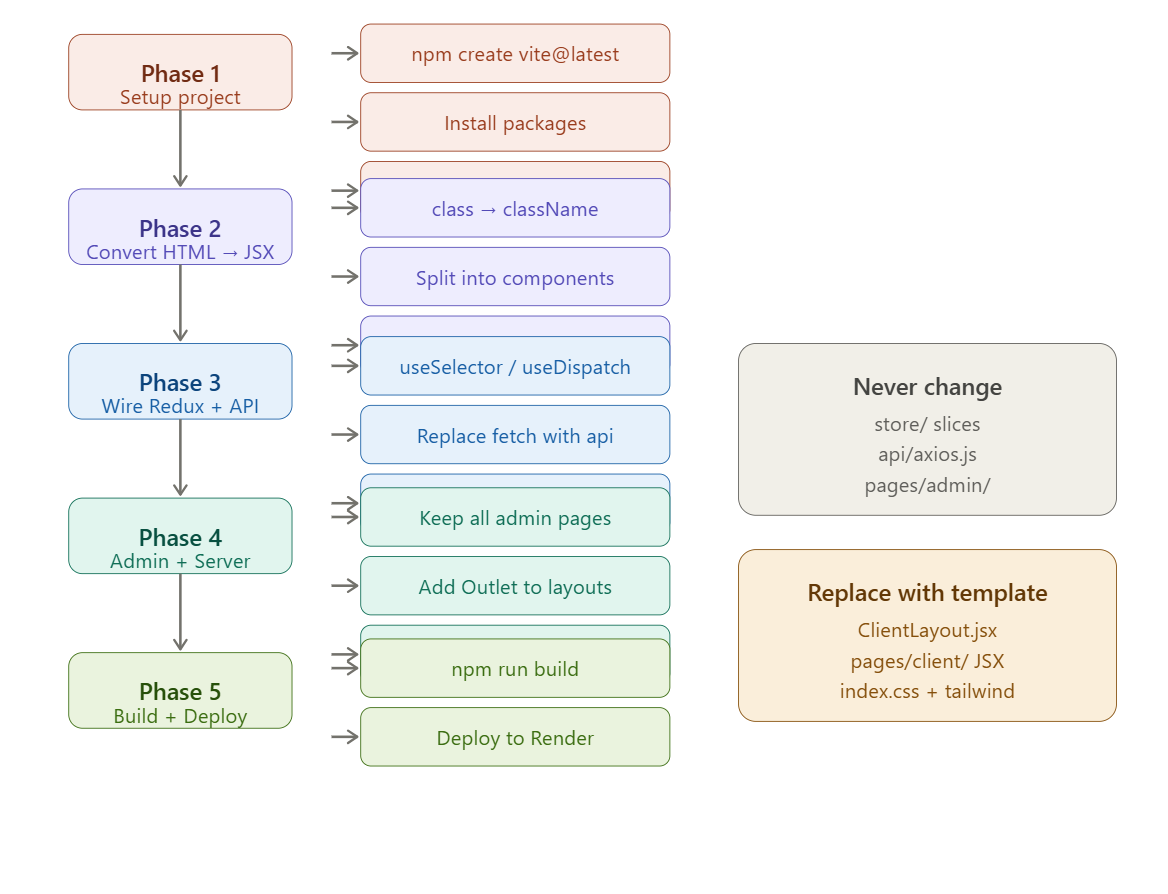 Phase 1
Setup project
npm create vite@latest
Install packages
Phase 2
Convert HTML → JSX
class → className
Split into components
Phase 3
Wire Redux + API
useSelector / useDispatch
Replace fetch with api
Phase 4
Admin + Server
Keep all admin pages
Add Outlet to layouts
Phase 5
Build + Deploy
npm run build
Deploy to Render
Never change
store/ slices
api/axios.js
pages/admin/
Replace with template
ClientLayout.jsx
pages/client/ JSX
index.css + tailwind